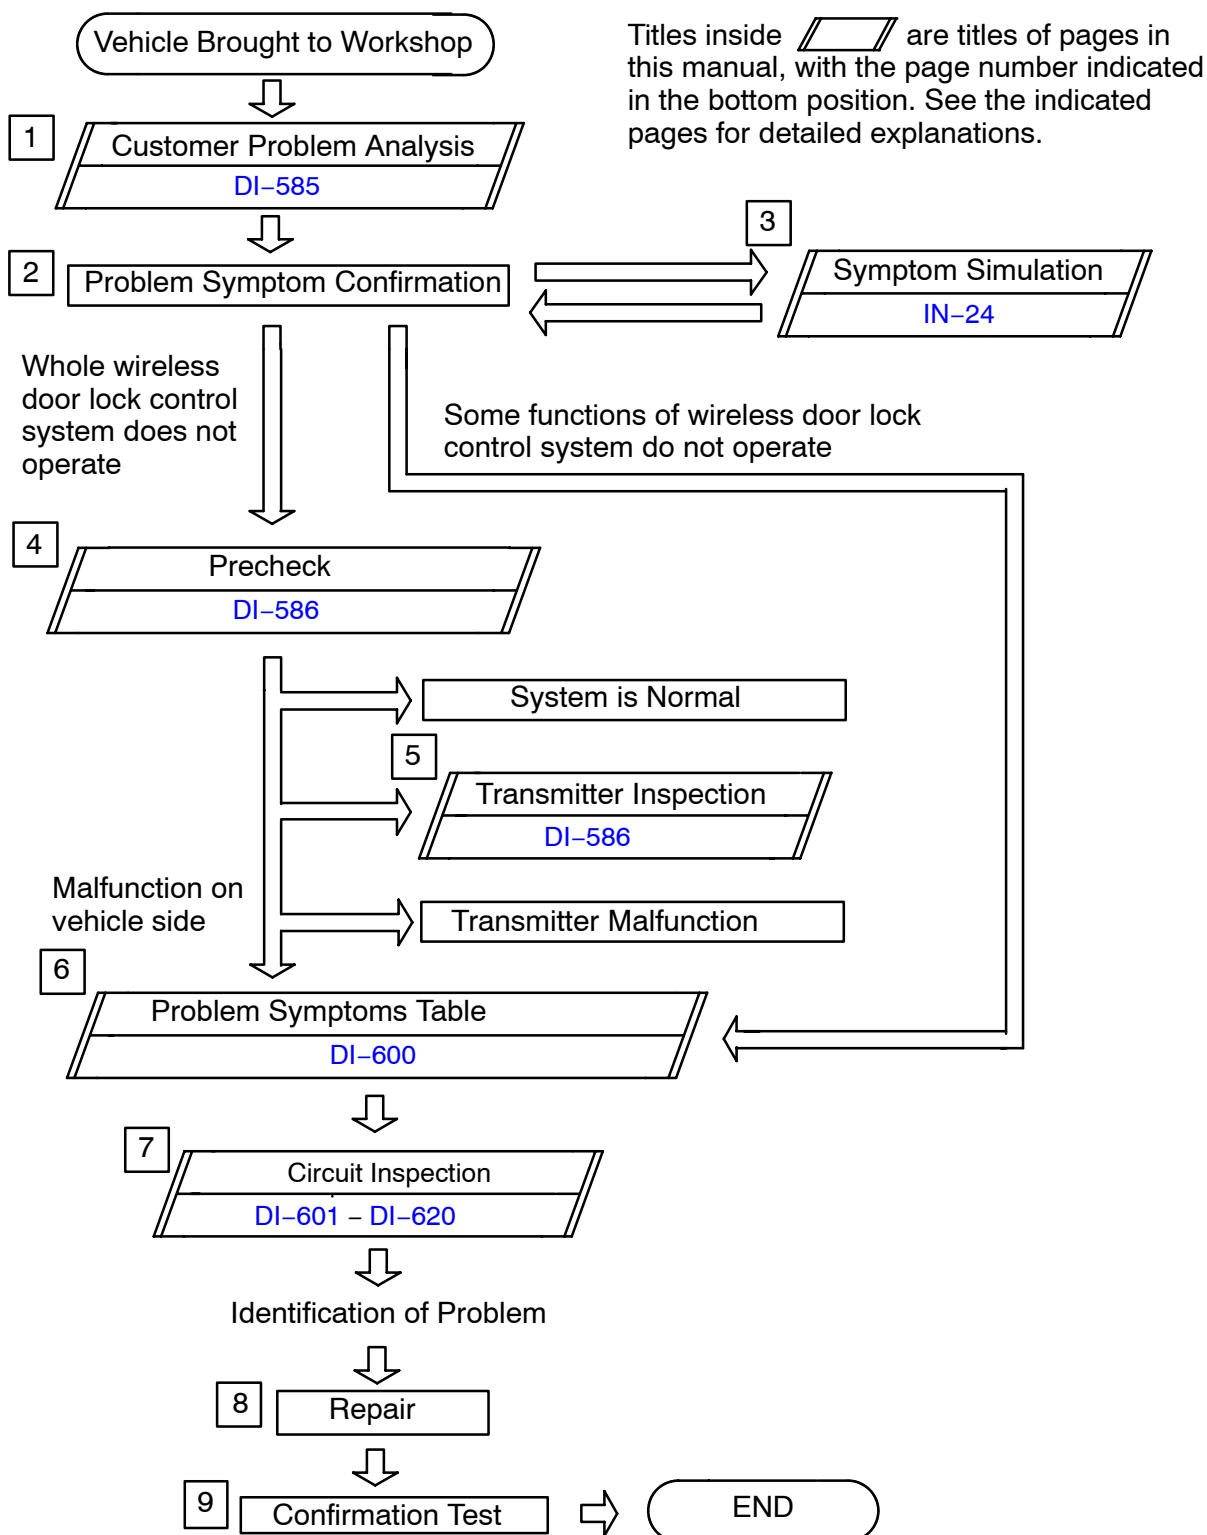 Vehicle Brought to Workshop
Titles inside are titles of pages in
this manual, with the page number indicated
in the bottom position. See the indicated
pages for detailed explanations.
1
Customer Problem Analysis
DI–585
2
Problem Symptom Confirmation
3
Symptom Simulation
IN–24
Whole wireless
door lock control
system does not
operate
Some functions of wireless door lock
control system do not operate
4
Precheck
DI–586
System is Normal
5
Transmitter Inspection
DI–586
Malfunction on
vehicle side
Transmitter Malfunction
6
Problem Symptoms Table
DI–600
7
Circuit Inspection
DI–601 – DI–620
Identification of Problem
8
Repair
9
Confirmation Test
END